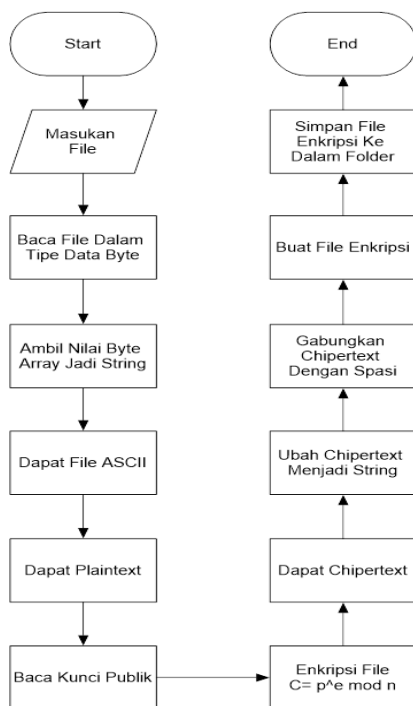 Start
Masukan
File
Baca File Dalam
Tipe Data Byte
Ambil Nilai Byte
Array Jadi String
Dapat File ASCII
Dapat Plaintext
Baca Kunci Publik
Enkripsi File
C= p^e mod n
Dapat Chipertext
Ubah Chipertext
Menjadi String
Gabungkan
Chipertext
Dengan Spasi
Buat File Enkripsi
Simpan File
Enkripsi Ke
Dalam Folder
End